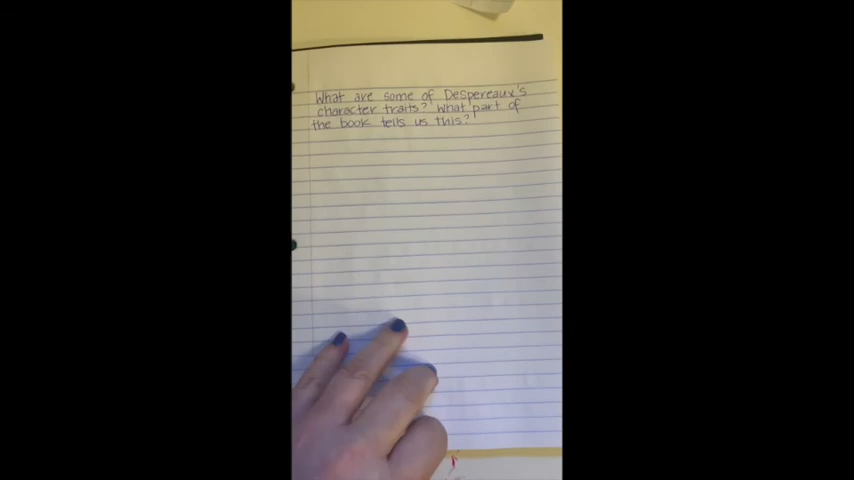 What are some of Despereaux's
character traits? What part of
the book tells us this?